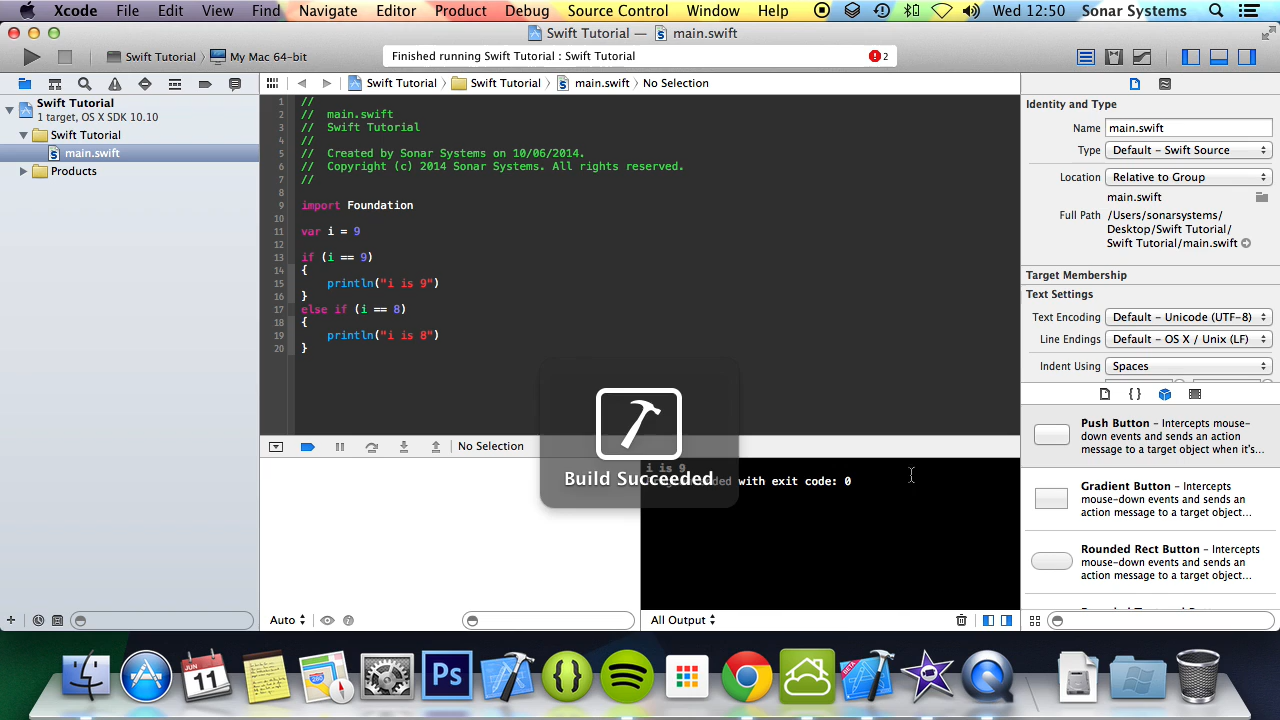 Xcode File Edit View Find Navigate Editor Product Debug Source Control Window Help Wed 12:50 Sonar Systems
Swift Tutorial — main.swift
Swift Tutorial My Mac 64-bit
Finished running Swift Tutorial : Swift Tutorial
2
Swift Tutorial
1 target, OS X SDK 10.10
Swift Tutorial
main.swift
Products
Swift Tutorial Swift Tutorial main.swift No Selection
1 //
2 // main.swift
3 // Swift Tutorial
4 //
5 // Created by Sonar Systems on 10/06/2014.
6 // Copyright (c) 2014 Sonar Systems. All rights reserved.
7 //
8
9 import Foundation
10
11 var i = 9
12
13 if (i == 9)
14 {
15 println("i is 9")
16 }
17 else if (i == 8)
18 {
19 println("i is 8")
20 }
No Selection
Auto
Build Succeeded
i is 9
with exit code: 0
All Output
Identity and Type
Name main.swift
Type Default – Swift Source
Location Relative to Group
main.swift
Full Path /Users/sonarsystems/
Desktop/Swift Tutorial/
Swift Tutorial/main.swift
Target Membership
Text Settings
Text Encoding Default – Unicode (UTF-8)
Line Endings Default – OS X / Unix (LF)
Indent Using Spaces
{ }
Push Button – Intercepts mouse-
down events and sends an action
message to a target object when it's...
Gradient Button – Intercepts
mouse-down events and sends an
action message to a target object...
Rounded Rect Button – Intercepts
mouse-down events and sends an
action message to a target object...
JUN
11
Ps
{}